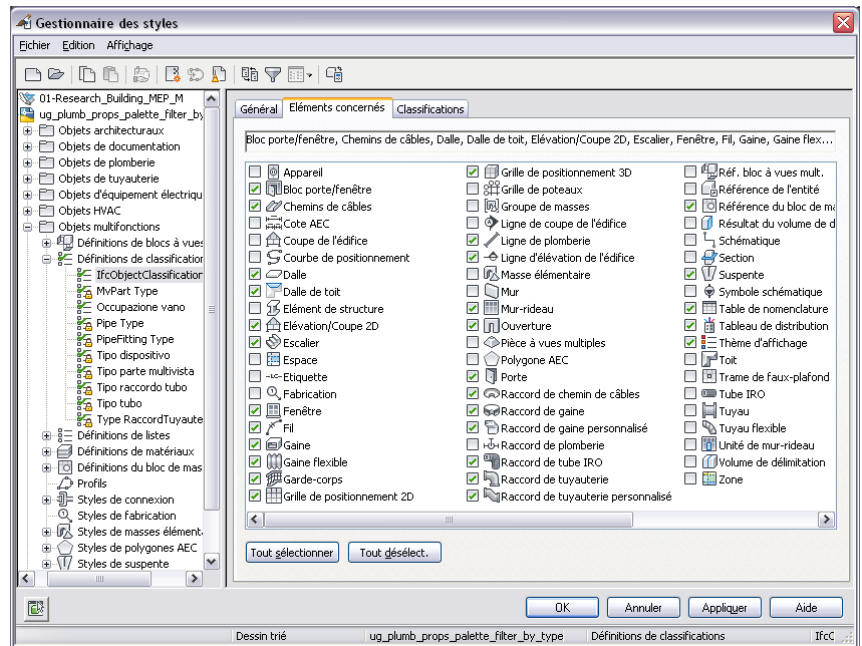 Gestionnaire des styles
Fichier Edition Affichage
01-Research_Building_MEP_M
ug_plumb_props_palette_filter_by
Objets architecturaux
Objets de documentation
Objets de plomberie
Objets de tuyauterie
Objets d'équipement électriqu
Objets HVAC
Objets multifonctions
Définitions de blocs à vues
Définitions de classification
IfcObjectClassification
MvPart Type
Occupazione vano
Pipe Type
PipeFitting Type
Tipo dispositivo
Tipo parte multivista
Tipo raccordo tubo
Tipo tubo
Type RaccordTuyaute
Définitions de listes
Définitions de matériaux
Définitions du bloc de mas
Profils
Styles de connexion
Styles de fabrication
Styles de masses élément
Styles de polygones AEC
Styles de suspente
Général Eléments concernés Classifications
Bloc porte/fenêtre, Chemins de câbles, Dalle, Dalle de toit, Elévation/Coupe 2D, Escalier, Fenêtre, Fil, Gaine, Gaine flex...
Appareil
Bloc porte/fenêtre
Chemins de câbles
Cote AEC
Coupe de l'édifice
Courbe de positionnement
Dalle
Dalle de toit
Elément de structure
Elévation/Coupe 2D
Escalier
Espace
Etiquette
Fabrication
Fenêtre
Fil
Gaine
Gaine flexible
Garde-corps
Grille de positionnement 2D
Grille de positionnement 3D
Grille de poteaux
Groupe de masses
Ligne de coupe de l'édifice
Ligne de plomberie
Ligne d'élévation de l'édifice
Masse élémentaire
Mur
Mur-rideau
Ouverture
Pièce à vues multiples
Polygone AEC
Porte
Raccord de chemin de câbles
Raccord de gaine
Raccord de gaine personnalisé
Raccord de plomberie
Raccord de tube IRO
Raccord de tuyauterie
Raccord de tuyauterie personnalisé
Réf. bloc à vues mult.
Référence de l'entité
Référence du bloc de ma
Résultat du volume de d
Schématique
Section
Suspente
Symbole schématique
Table de nomenclature
Tableau de distribution
Thème d'affichage
Toit
Trame de faux-plafond
Tube IRO
Tuyau
Tuyau flexible
Unité de mur-rideau
Volume de délimitation
Zone
Tout sélectionner Tout désélect.
OK Annuler Appliquer Aide
Dessin trié ug_plumb_props_palette_filter_by_type Définitions de classifications IfcC